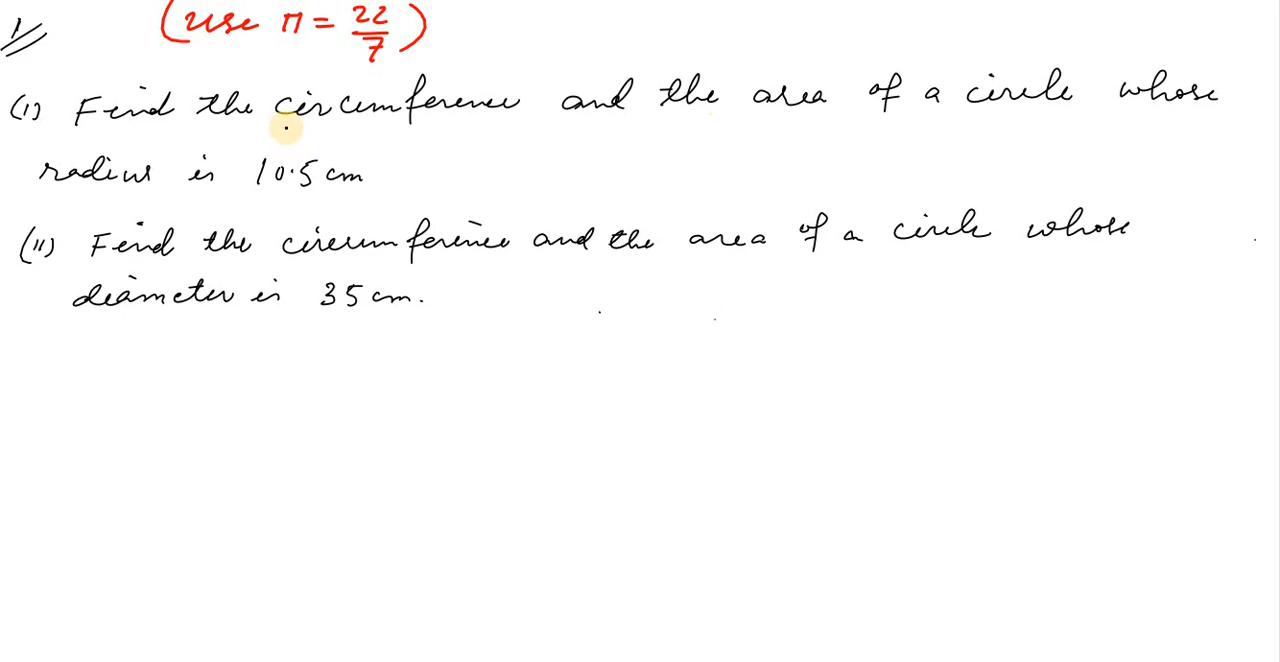 1
(use π = 22/7)
(i) Find the circumference and the area of a circle whose
radius is 10.5 cm
(ii) Find the circumference and the area of a circle whose
diameter is 35 cm.